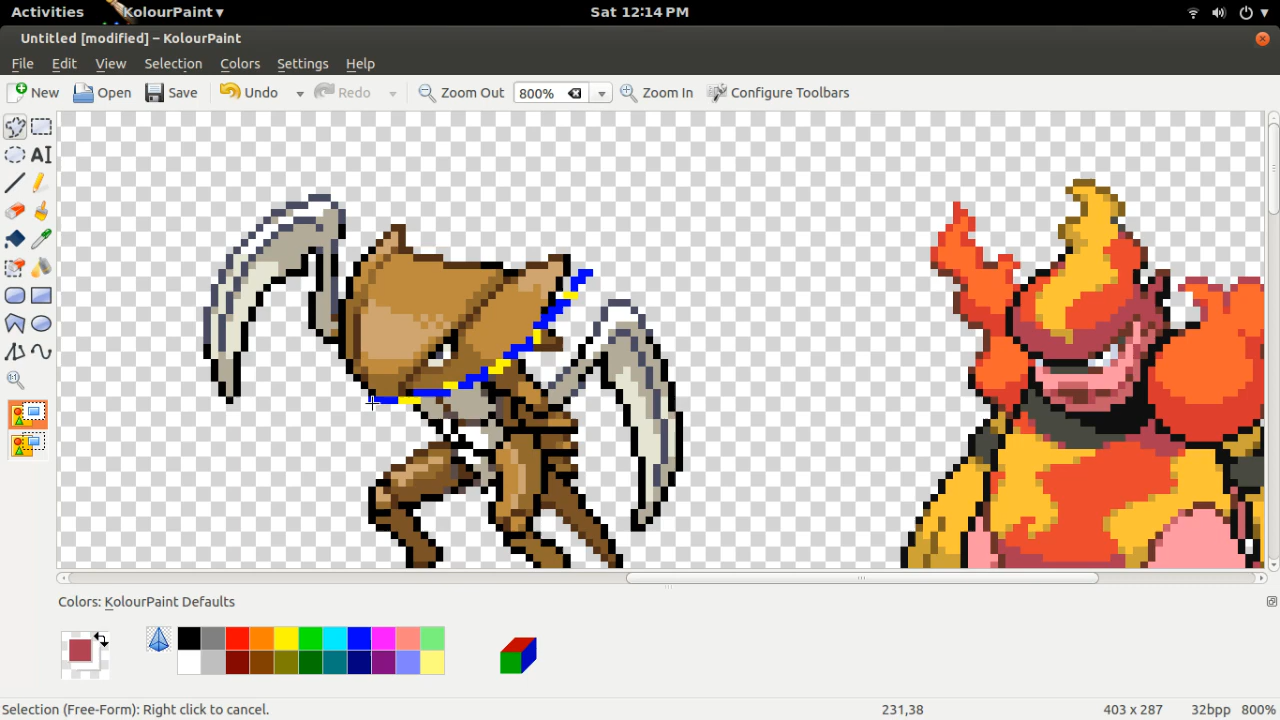 Activities KolourPaint ▾ Sat 12:14 PM
Untitled [modified] – KolourPaint
File Edit View Selection Colors Settings Help
New Open Save Undo Redo Zoom Out 800% Zoom In Configure Toolbars
Colors: KolourPaint Defaults
Selection (Free-Form): Right click to cancel. 231,38 403 x 287 32bpp 800%